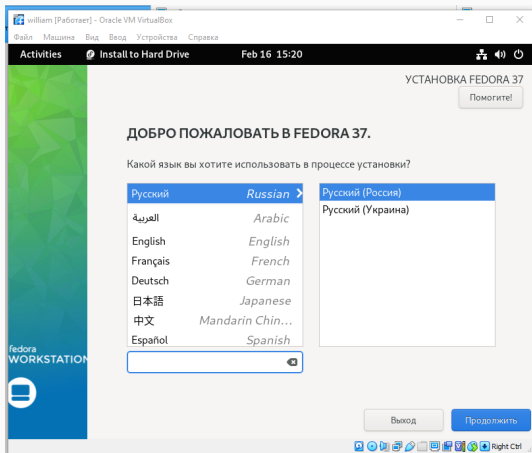 william [Работает] - Oracle VM VirtualBox
Файл Машина Вид Ввод Устройства Справка
Activities Install to Hard Drive Feb 16 15:20
УСТАНОВКА FEDORA 37
Помогите!
ДОБРО ПОЖАЛОВАТЬ В FEDORA 37.
Какой язык вы хотите использовать в процессе установки?
Русский Russian
العربية Arabic
English English
Français French
Deutsch German
日本語 Japanese
中文 Mandarin Chin...
Español Spanish
Русский (Россия)
Русский (Украина)
fedora
WORKSTATION
Выход Продолжить
Right Ctrl